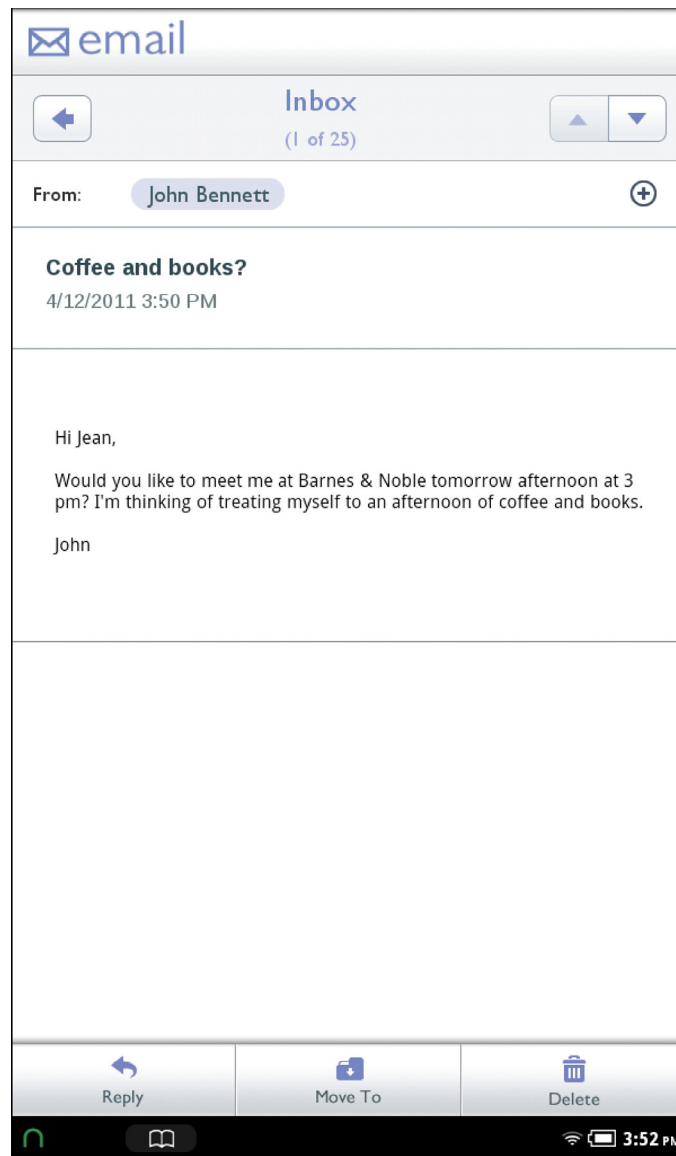 email
Inbox
(1 of 25)
From: John Bennett
Coffee and books?
4/12/2011 3:50 PM
Hi Jean,
Would you like to meet me at Barnes & Noble tomorrow afternoon at 3
pm? I'm thinking of treating myself to an afternoon of coffee and books.
John
Reply Move To Delete
3:52 PM